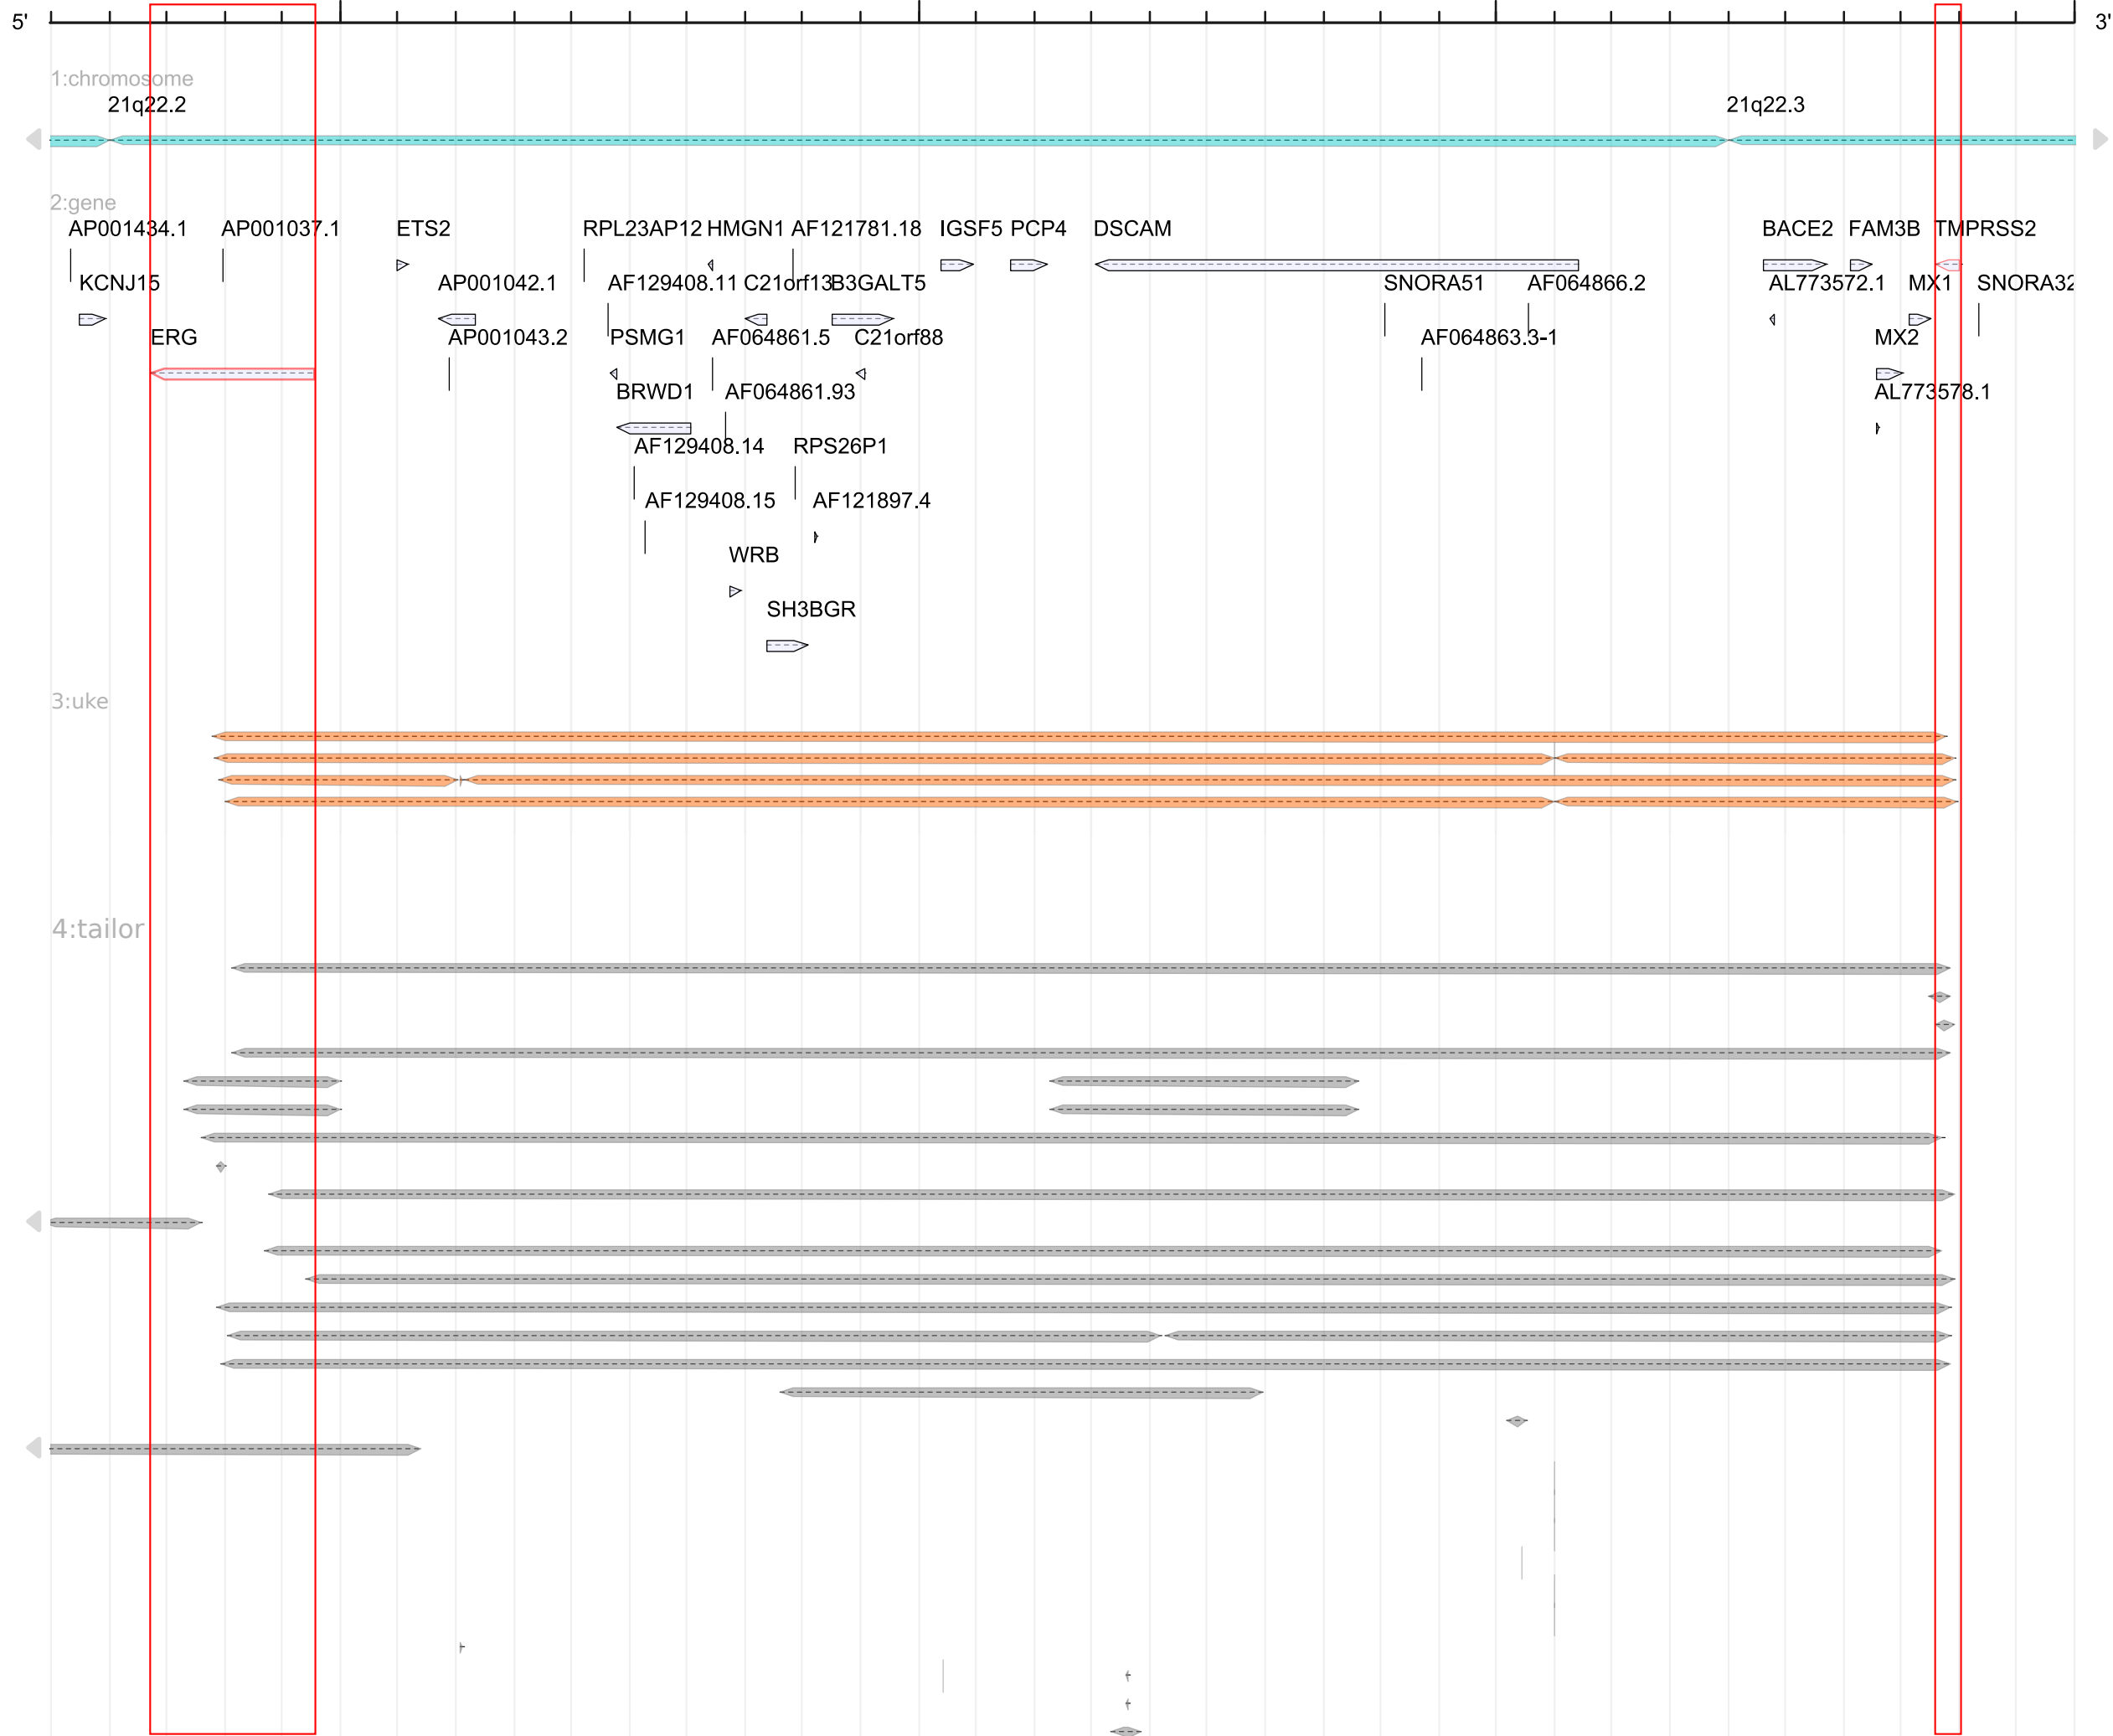 5' 3'
1:chromosome
21q22.2 21q22.3
2:gene
AP001434.1 AP001037.1 ETS2 RPL23AP12 HMGN1 AF121781.18 IGSF5 PCP4 DSCAM BACE2 FAM3B TMPRSS2
KCNJ15 AP001042.1 AF129408.11 C21orf13 B3GALT5 SNORA51 AF064866.2 AL773572.1 MX1 SNORA32
ERG AP001043.2 PSMG1 AF064861.5 C21orf88 AF064863.3-1 MX2
BRWD1 AF064861.93 AL773578.1
AF129408.14 RPS26P1
AF129408.15 AF121897.4
WRB
SH3BGR
3:uke
4:tailor